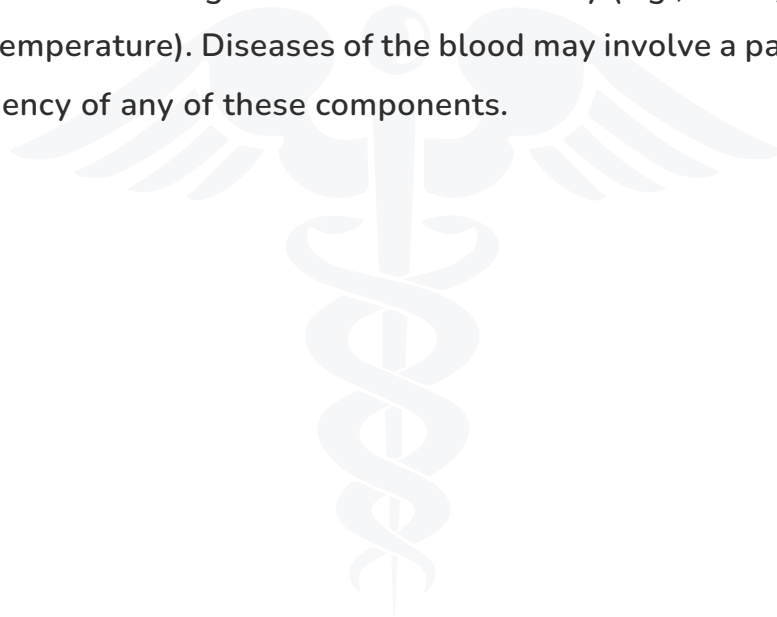 emperature). Diseases of the blood may involve a pa
ency of any of these components.